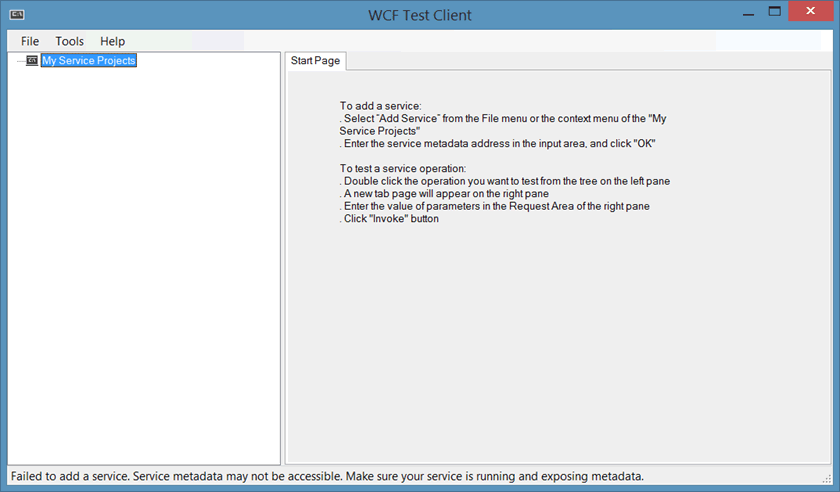 WCF Test Client
File Tools Help
My Service Projects
Start Page
To add a service:
. Select "Add Service" from the File menu or the context menu of the "My
Service Projects"
. Enter the service metadata address in the input area, and click "OK"
To test a service operation:
. Double click the operation you want to test from the tree on the left pane
. A new tab page will appear on the right pane
. Enter the value of parameters in the Request Area of the right pane
. Click "Invoke" button
Failed to add a service. Service metadata may not be accessible. Make sure your service is running and exposing metadata.